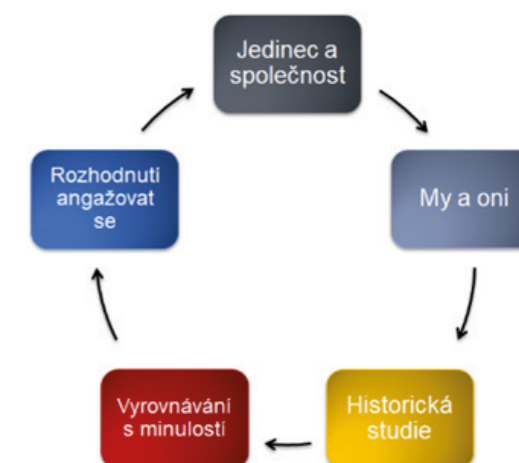 Jedinec a
společnost
My a oni
Historická
studie
Vyrovnávání
s minulostí
Rozhodnutí
angažovat
se